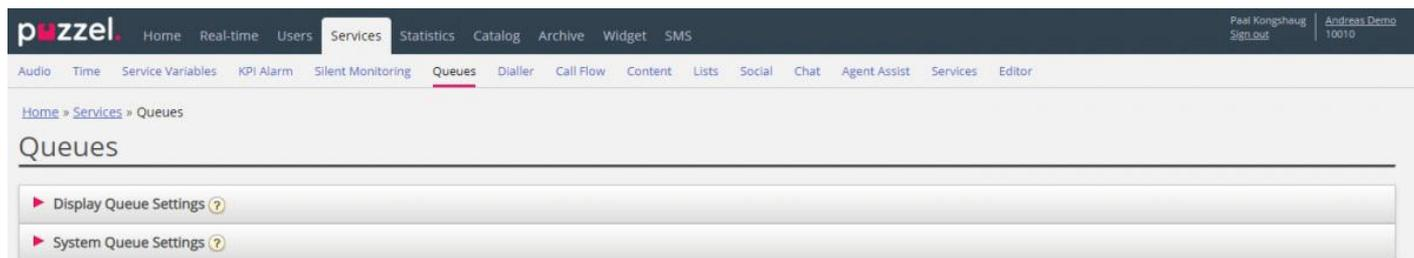 puzzel. Home Real-time Users Services Statistics Catalog Archive Widget SMS
Paal Kongshaug Andreas Demo
Sign out 10010
Audio Time Service Variables KPI Alarm Silent Monitoring Queues Dialler Call Flow Content Lists Social Chat Agent Assist Services Editor
Home » Services » Queues
Queues
Display Queue Settings ?
System Queue Settings ?